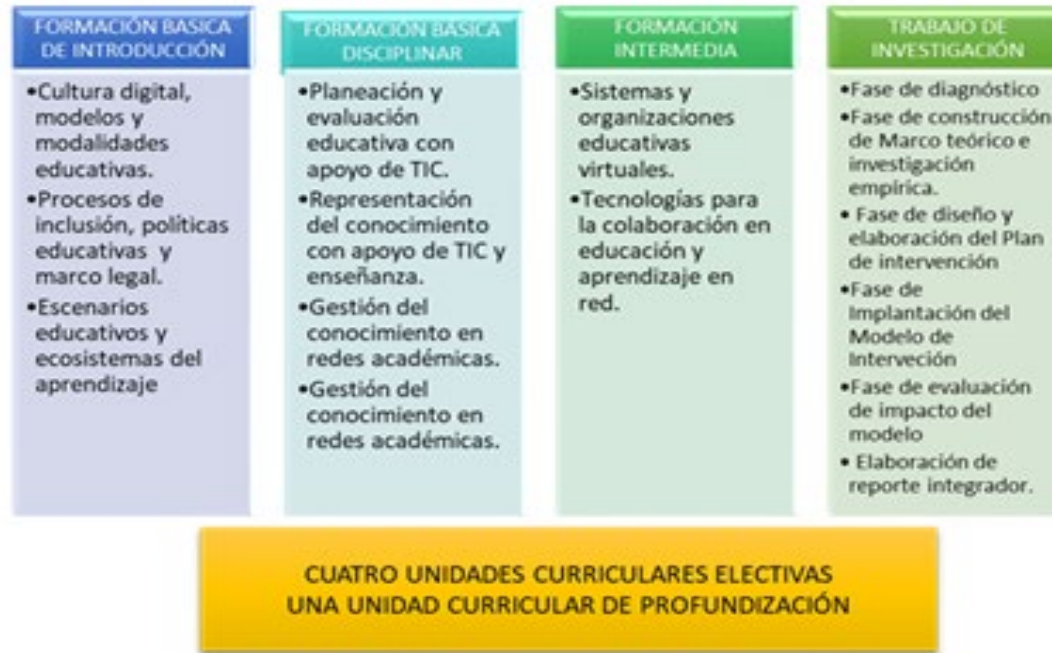 FORMACIÓN BASICA
DE INTRODUCCIÓN
•Cultura digital,
modelos y
modalidades
educativas.
•Procesos de
inclusión, políticas
educativas y
marco legal.
•Escenarios
educativos y
ecosistemas del
aprendizaje
FORMACIÓN BASICA
DISCIPLINAR
•Planeación y
evaluación
educativa con
apoyo de TIC.
•Representación
del conocimiento
con apoyo de TIC y
enseñanza.
•Gestión del
conocimiento en
redes académicas.
•Gestión del
conocimiento en
redes académicas.
FORMACIÓN
INTERMEDIA
•Sistemas y
organizaciones
educativas
virtuales.
•Tecnologías para
la colaboración en
educación y
aprendizaje en
red.
TRABAJO DE
INVESTIGACIÓN
•Fase de diagnóstico
•Fase de construcción
de Marco teórico e
investigación
empírica.
• Fase de diseño y
elaboración del Plan
de intervención
•Fase de
Implantación del
Modelo de
Interveción
•Fase de evaluación
de impacto del
modelo
• Elaboración de
reporte integrador.
CUATRO UNIDADES CURRICULARES ELECTIVAS
UNA UNIDAD CURRICULAR DE PROFUNDIZACIÓN